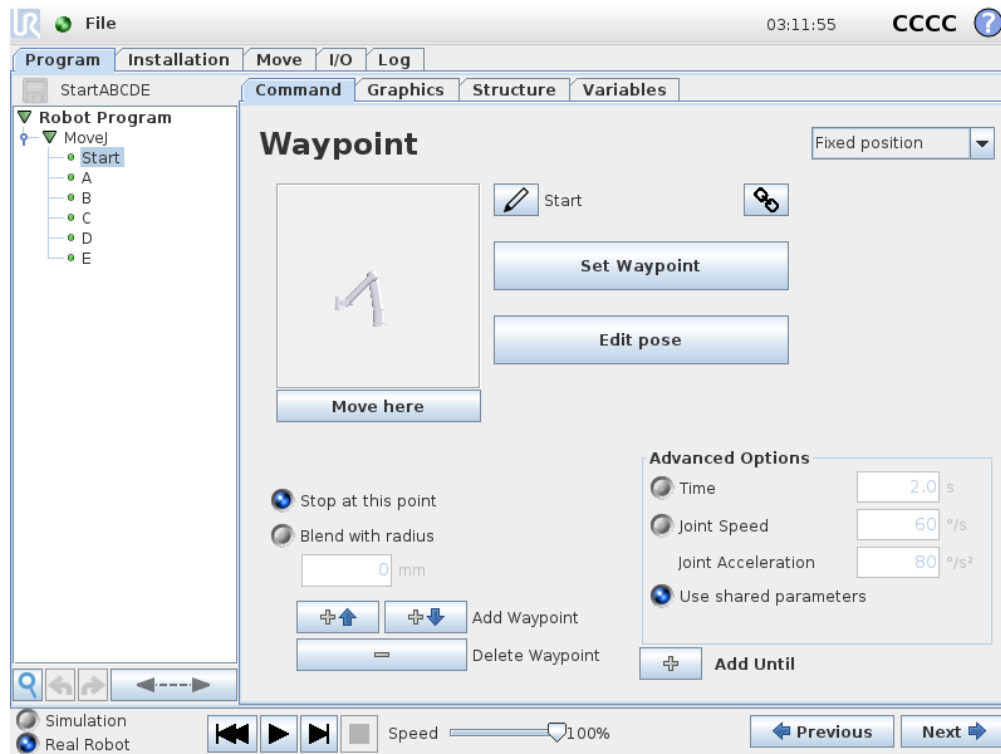 UR File 03:11:55 CCCC ?
Program Installation Move I/O Log
StartABCDE Command Graphics Structure Variables
Robot Program
MoveJ
Start
A
B
C
D
E
Waypoint Fixed position
Start
Set Waypoint
Edit pose
Move here
Stop at this point
Blend with radius
0 mm
Add Waypoint
Delete Waypoint
Advanced Options
Time 2.0 s
Joint Speed 60 °/s
Joint Acceleration 80 °/s²
Use shared parameters
Add Until
Simulation
Real Robot
Speed 100% Previous Next